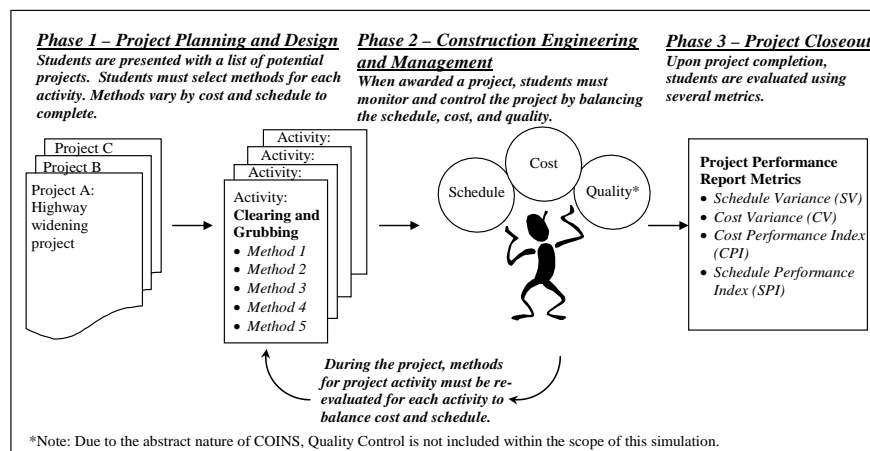 Phase 1 – Project Planning and Design
Students are presented with a list of potential
projects. Students must select methods for each
activity. Methods vary by cost and schedule to
complete.
Phase 2 – Construction Engineering
and Management
When awarded a project, students must
monitor and control the project by balancing
the schedule, cost, and quality.
Phase 3 – Project Closeout
Upon project completion,
students are evaluated using
several metrics.
Project C
Project B
Project A:
Highway
widening
project
Activity:
Activity:
Activity:
Activity:
Clearing and
Grubbing
• Method 1
• Method 2
• Method 3
• Method 4
• Method 5
Schedule
Cost
Quality*
Project Performance
Report Metrics
• Schedule Variance (SV)
• Cost Variance (CV)
• Cost Performance Index
(CPI)
• Schedule Performance
Index (SPI)
During the project, methods
for project activity must be re-
evaluated for each activity to
balance cost and schedule.
*Note: Due to the abstract nature of COINS, Quality Control is not included within the scope of this simulation.